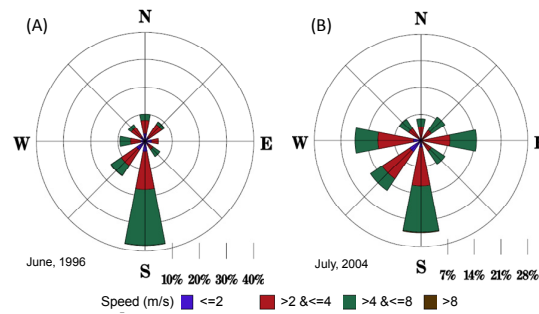 (A) N (B) N
W E W
S S
June, 1996 10% 20% 30% 40% July, 2004 7% 14% 21% 28%
Speed (m/s) <=2 >2 &<=4 >4 &<=8 >8